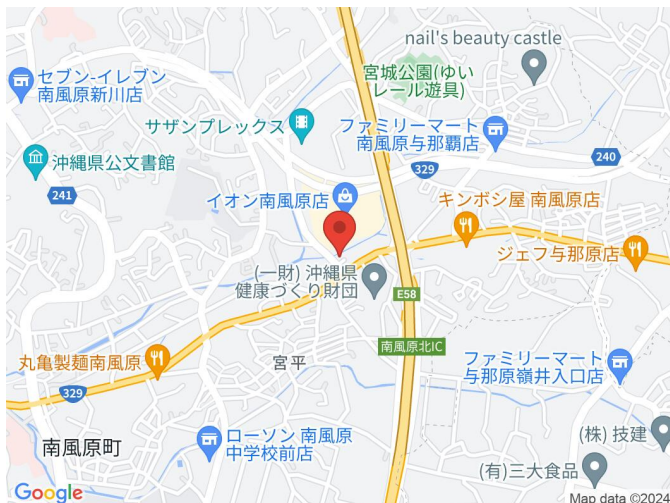 nail's beauty castle
セブン-イレブン
南風原新川店
宮城公園(ゆい
レール遊具)
サザンプレックス
ファミリーマート
南風原与那覇店
沖縄県公文書館
240
329
241
イオン南風原店
キンボシ屋 南風原店
ジェフ与那原店
(一財) 沖縄県
健康づくり財団
E58
南風原北IC
丸亀製麺南風原
宮平
ファミリーマート
与那原嶺井入口店
329
南風原町
ローソン 南風原
中学校前店
(株) 技建
(有)三大食品
Google
Map data ©2024